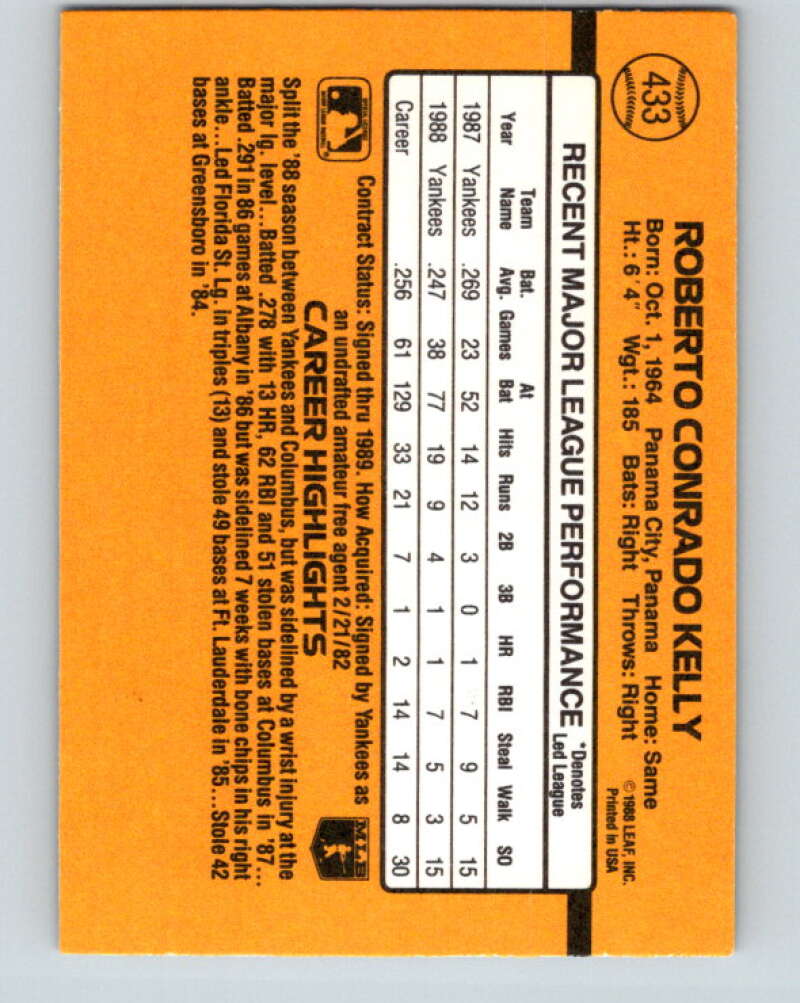 433
ROBERTO CONRADO KELLY
Born: Oct. 1, 1964 Panama City, Panama Home: Same
Ht.: 6'4" Wgt.: 185 Bats: Right Throws: Right
© 1988 LEAF, INC.
Printed in USA
RECENT MAJOR LEAGUE PERFORMANCE *Denotes Led League
Year Team Name Bat. Avg. Games At Bat Hits Runs 2B 3B HR RBI Steal Walk SO
1987 Yankees .269 23 52 14 12 3 0 1 7 9 5 15
1988 Yankees .247 38 77 19 9 4 1 1 7 5 3 15
Career .256 61 129 33 21 7 1 2 14 14 8 30
Contract Status: Signed thru 1989. How Acquired: Signed by Yankees as
an undrafted amateur free agent 2/21/82
CAREER HIGHLIGHTS
MLB
Split the '88 season between Yankees and Columbus, but was sidelined by a wrist injury at the
major lg. level...Batted .278 with 13 HR, 62 RBI and 51 stolen bases at Columbus in '87...
Batted .291 in 86 games at Albany in '86 but was sidelined 7 weeks with bone chips in his right
ankle...Led Florida St. Lg. in triples (13) and stole 49 bases at Ft. Lauderdale in '85...Stole 42
bases at Greensboro in '84.